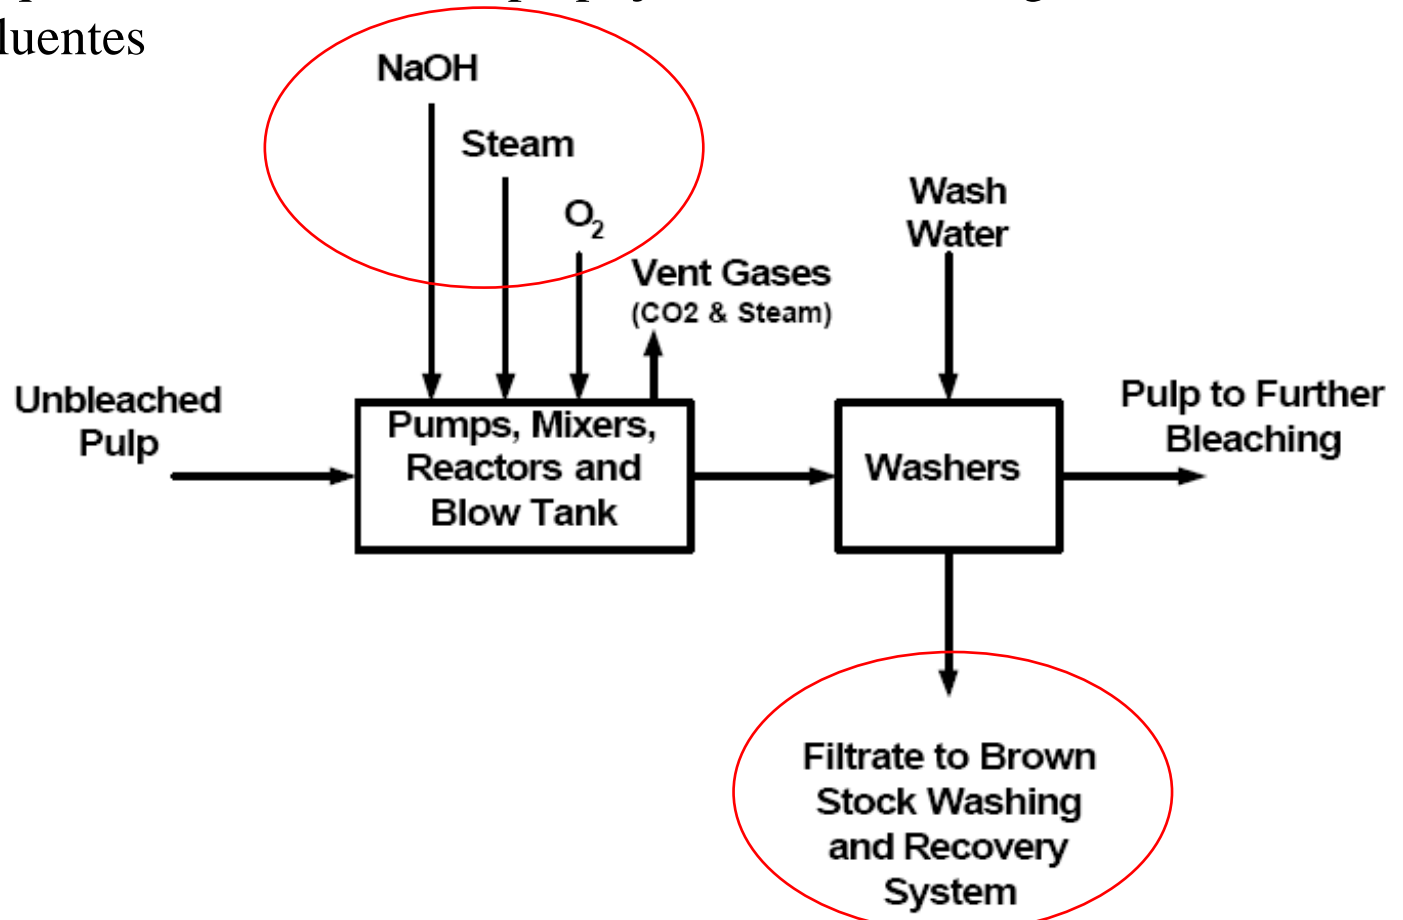 luentes
NaOH
Steam
O2
Wash
Water
Vent Gases
(CO2 & Steam)
Unbleached
Pulp
Pumps, Mixers,
Reactors and
Blow Tank
Washers
Pulp to Further
Bleaching
Filtrate to Brown
Stock Washing
and Recovery
System